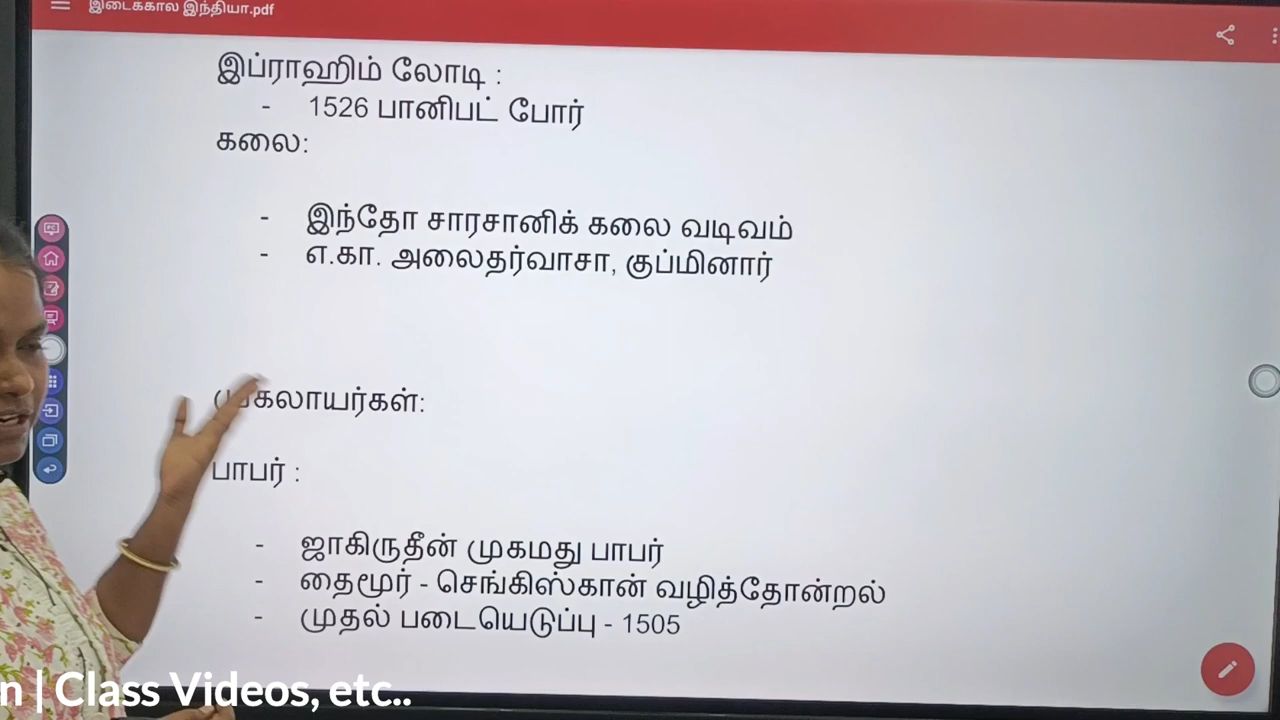 இடைக்கால இந்தியா.pdf
இப்ராஹிம் லோடி :
- 1526 பானிபட் போர்
கலை:
- இந்தோ சாரசானிக் கலை வடிவம்
- எ.கா. அலைதர்வாசா, குப்மினார்
முகலாயர்கள்:
பாபர் :
- ஜாகிருதீன் முகமது பாபர்
- தைமூர் - செங்கிஸ்கான் வழித்தோன்றல்
- முதல் படையெடுப்பு - 1505
| Class Videos, etc..